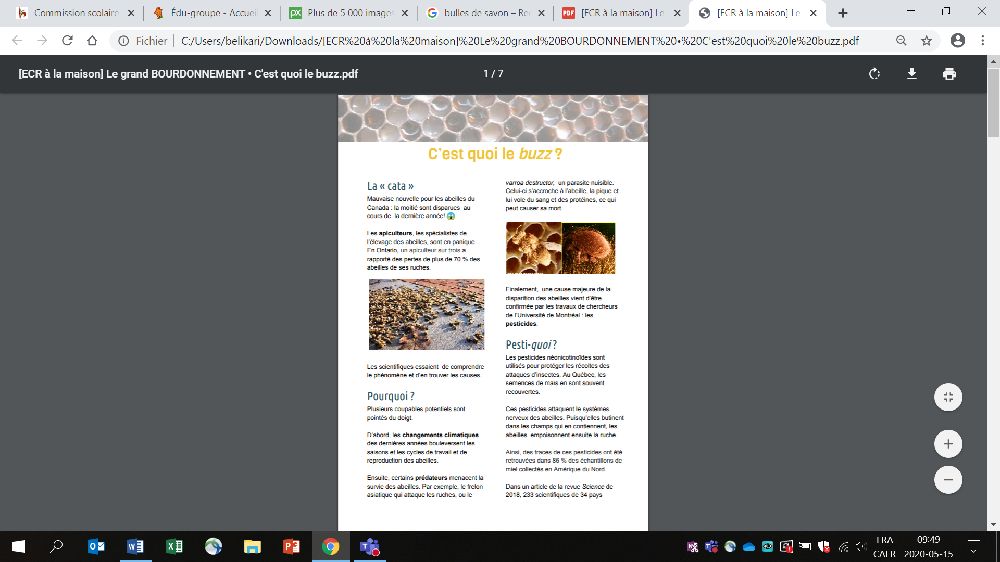 Commission scolaire
Édu-groupe - Accueil
Plus de 5 000 images
bulles de savon – Rec
[ECR à la maison] Le
[ECR à la maison] Le
Fichier
C:/Users/belikari/Downloads/[ECR%20à%20la%20maison]%20Le%20grand%20BOURDONNEMENT%20•%20C'est%20quoi%20le%20buzz.pdf
[ECR à la maison] Le grand BOURDONNEMENT • C'est quoi le buzz.pdf
1 / 7
C'est quoi le buzz ?
La « cata »
Mauvaise nouvelle pour les abeilles du
Canada : la moitié sont disparues au
cours de la dernière année! 😱
Les apiculteurs, les spécialistes de
l'élevage des abeilles, sont en panique.
En Ontario, un apiculteur sur trois a
rapporté des pertes de plus de 70 % des
abeilles de ses ruches.
Les scientifiques essaient de comprendre
le phénomène et d'en trouver les causes.
Pourquoi ?
Plusieurs coupables potentiels sont
pointés du doigt.
D'abord, les changements climatiques
des dernières années bouleversent les
saisons et les cycles de travail et de
reproduction des abeilles.
Ensuite, certains prédateurs menacent la
survie des abeilles. Par exemple, le frelon
asiatique qui attaque les ruches, ou le
varroa destructor, un parasite nuisible.
Celui-ci s'accroche à l'abeille, la pique et
lui vole du sang et des protéines, ce qui
peut causer sa mort.
Finalement, une cause majeure de la
disparition des abeilles vient d'être
confirmée par les travaux de chercheurs
de l'Université de Montréal : les
pesticides.
Pesti-quoi ?
Les pesticides néonicotinoïdes sont
utilisés pour protéger les récoltes des
attaques d'insectes. Au Québec, les
semences de maïs en sont souvent
recouvertes.
Ces pesticides attaquent le systèmes
nerveux des abeilles. Puisqu'elles butinent
dans les champs qui en contiennent, les
abeilles empoisonnent ensuite la ruche.
Ainsi, des traces de ces pesticides ont été
retrouvées dans 86 % des échantillons de
miel collectés en Amérique du Nord.
Dans un article de la revue Science de
2018, 233 scientifiques de 34 pays
FRA
CAFR
09:49
2020-05-15